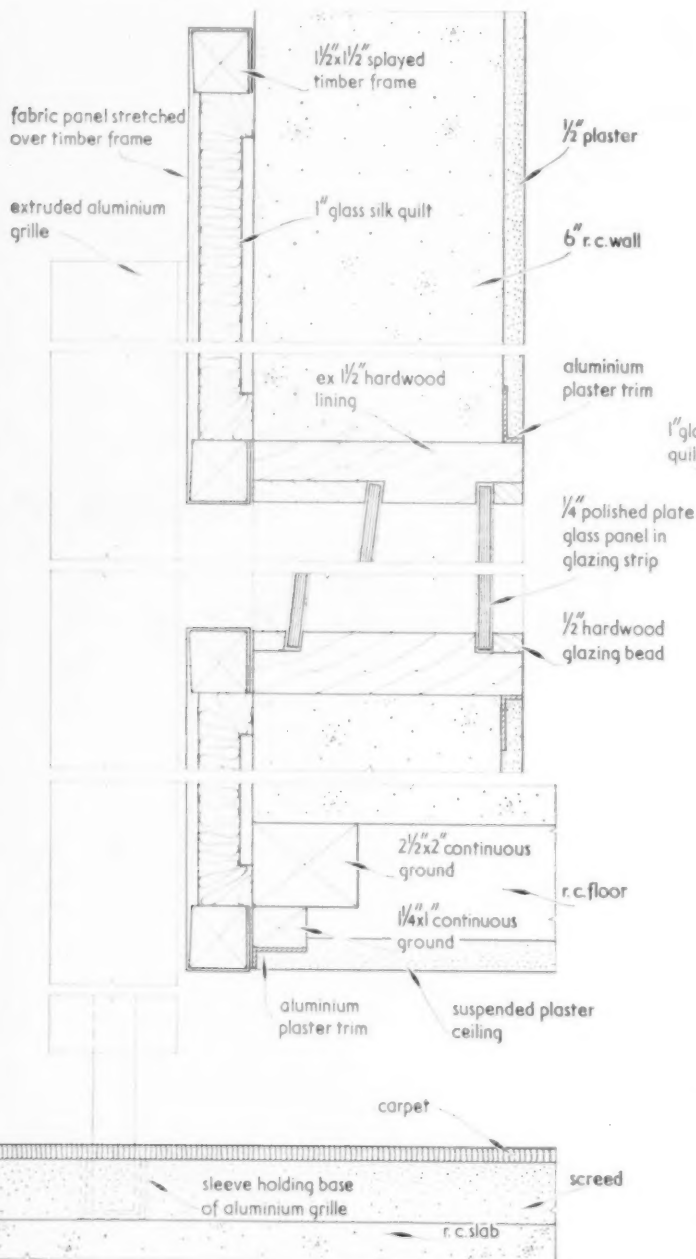 1½"x1½" splayed
timber frame
fabric panel stretched
over timber frame
½" plaster
extruded aluminium
grille
1" glass silk quilt
6" r.c. wall
ex 1½" hardwood
lining
aluminium
plaster trim
¼" polished plate
glass panel in
glazing strip
½" hardwood
glazing bead
2½"x2" continuous
ground
r.c. floor
1¼"x1" continuous
ground
aluminium
plaster trim
suspended plaster
ceiling
carpet
sleeve holding base
of aluminium grille
screed
r.c. slab